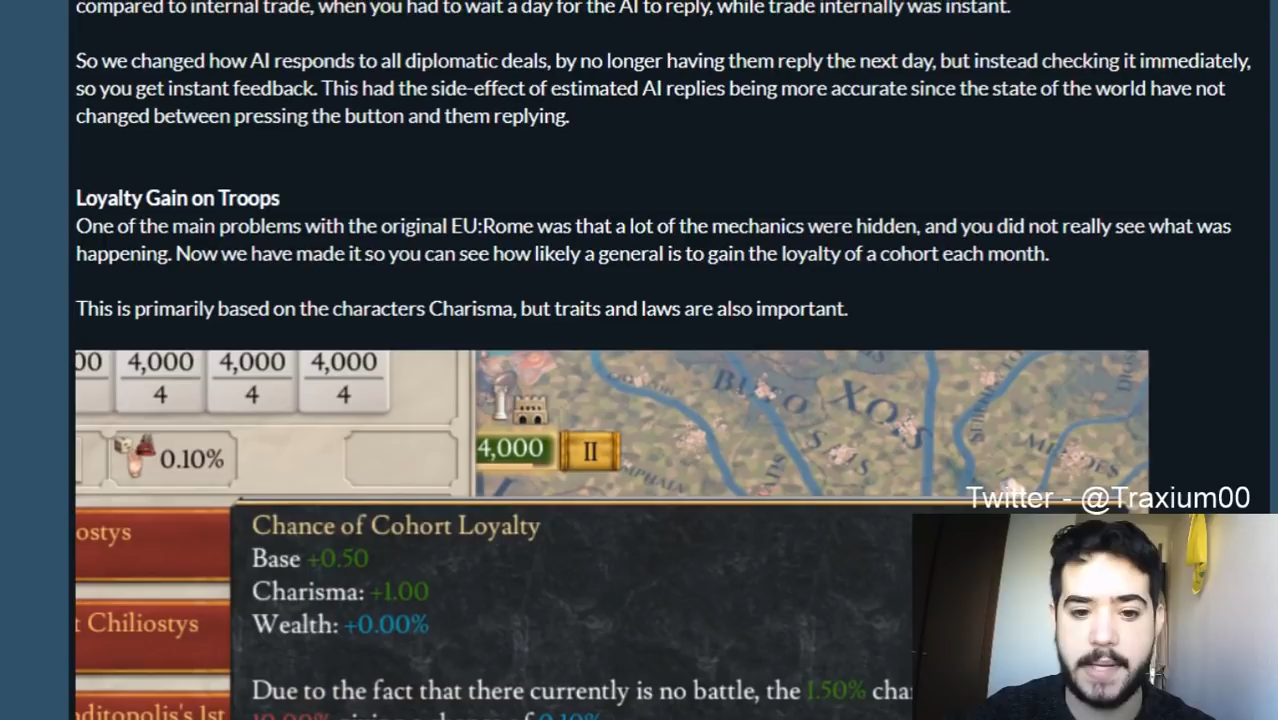 compared to internal trade, when you had to wait a day for the AI to reply, while trade internally was instant.
So we changed how AI responds to all diplomatic deals, by no longer having them reply the next day, but instead checking it immediately,
so you get instant feedback. This had the side-effect of estimated AI replies being more accurate since the state of the world have not
changed between pressing the button and them replying.
Loyalty Gain on Troops
One of the main problems with the original EU:Rome was that a lot of the mechanics were hidden, and you did not really see what was
happening. Now we have made it so you can see how likely a general is to gain the loyalty of a cohort each month.
This is primarily based on the characters Charisma, but traits and laws are also important.
00 4,000 4,000 4,000
4 4 4
0.10%
4,000 II
Twitter - @Traxium00
ostys
Chance of Cohort Loyalty
Base +0.50
Charisma: +1.00
Wealth: +0.00%
t Chiliostys
Due to the fact that there currently is no battle, the 1.50% cha
ditopolis's 1st